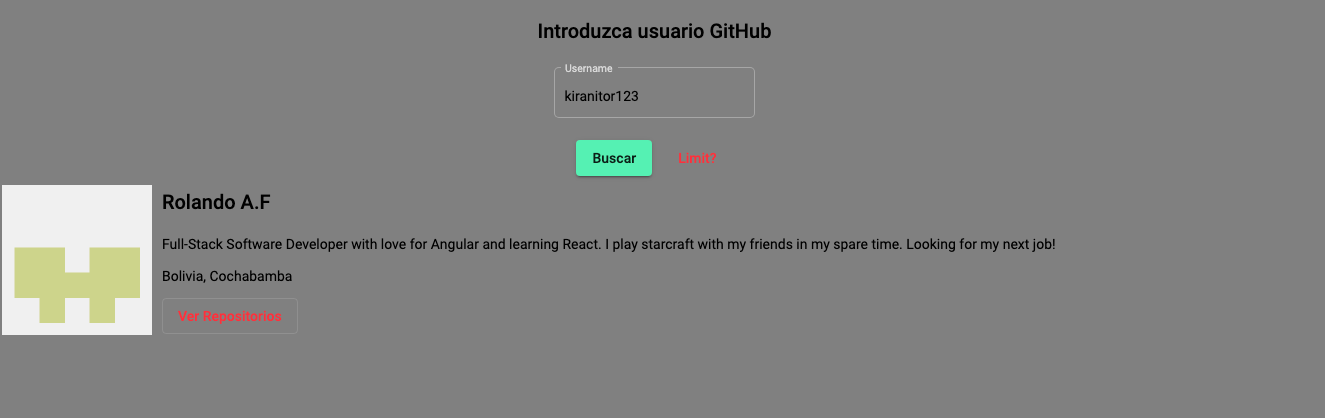 Introduzca usuario GitHub
Username
kiranitor123
Buscar
Limit?
Rolando A.F
Full-Stack Software Developer with love for Angular and learning React. I play starcraft with my friends in my spare time. Looking for my next job!
Bolivia, Cochabamba
Ver Repositorios